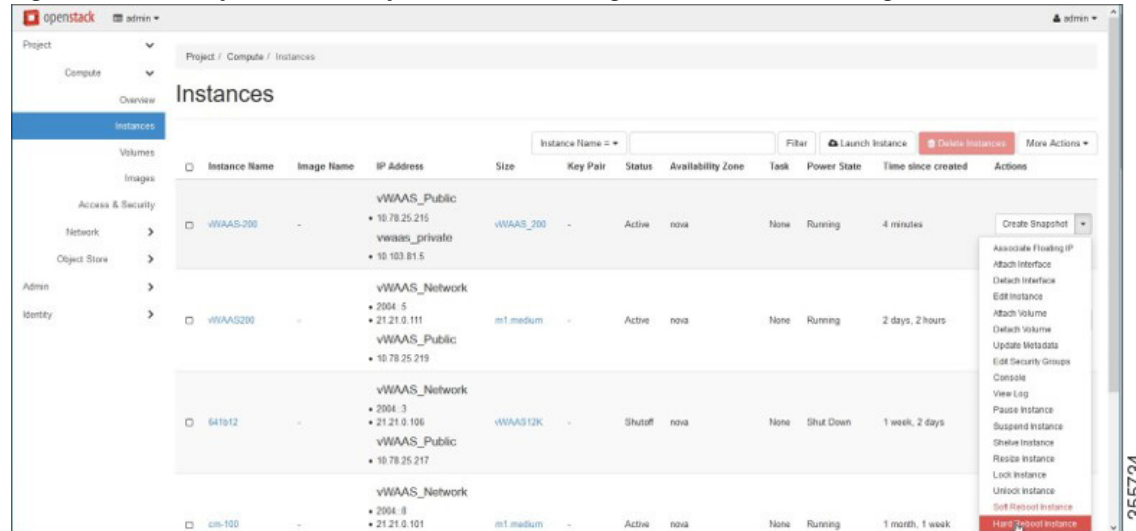 openstack admin
admin
Project
Compute
Overview
Instances
Volumes
Images
Access & Security
Network
Object Store
Admin
Identity
Project / Compute / Instances
Instances
Instance Name = Filter Launch Instance Delete Instances More Actions
Instance Name Image Name IP Address Size Key Pair Status Availability Zone Task Power State Time since created Actions
vWAAS_Public
• 10.78.25.215
vWAAS-200 - vWAAS_200 - Active nova None Running 4 minutes Create Snapshot
vwaas_private
• 10.103.81.5
vWAAS_Network
• 2004::5
vWAAS200 - • 21.21.0.111 m1.medium - Active nova None Running 2 days, 2 hours
vWAAS_Public
• 10.78.25.219
vWAAS_Network
• 2004::3
641b12 - • 21.21.0.106 vWAAS12K - Shutoff nova None Shut Down 1 week, 2 days
vWAAS_Public
• 10.78.25.217
vWAAS_Network
• 2004::8
cm-100 - • 21.21.0.101 m1.medium - Active nova None Running 1 month, 1 week
Associate Floating IP
Attach Interface
Detach Interface
Edit Instance
Attach Volume
Detach Volume
Update Metadata
Edit Security Groups
Console
View Log
Pause Instance
Suspend Instance
Shelve Instance
Resize Instance
Lock Instance
Unlock Instance
Soft Reboot Instance
Hard Reboot Instance
355734